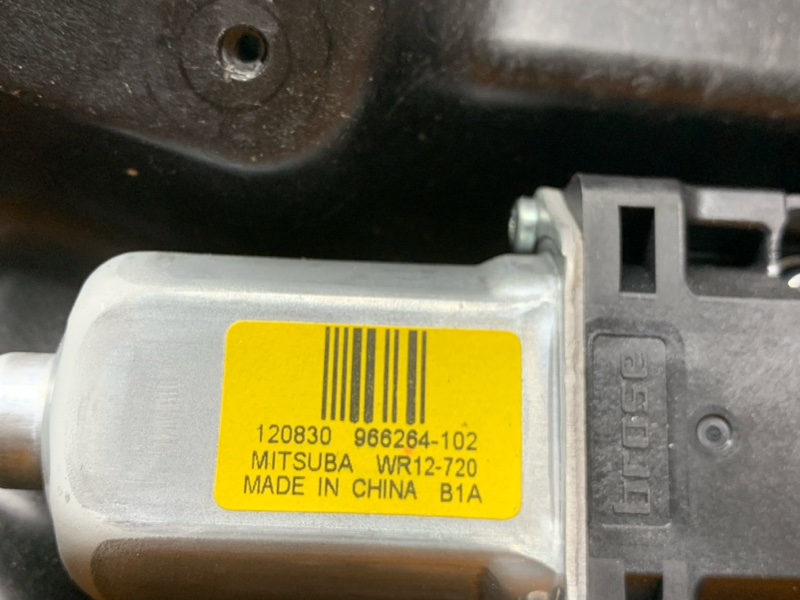 120830 966264-102
MITSUBA WR12-720
MADE IN CHINA B1A
brose